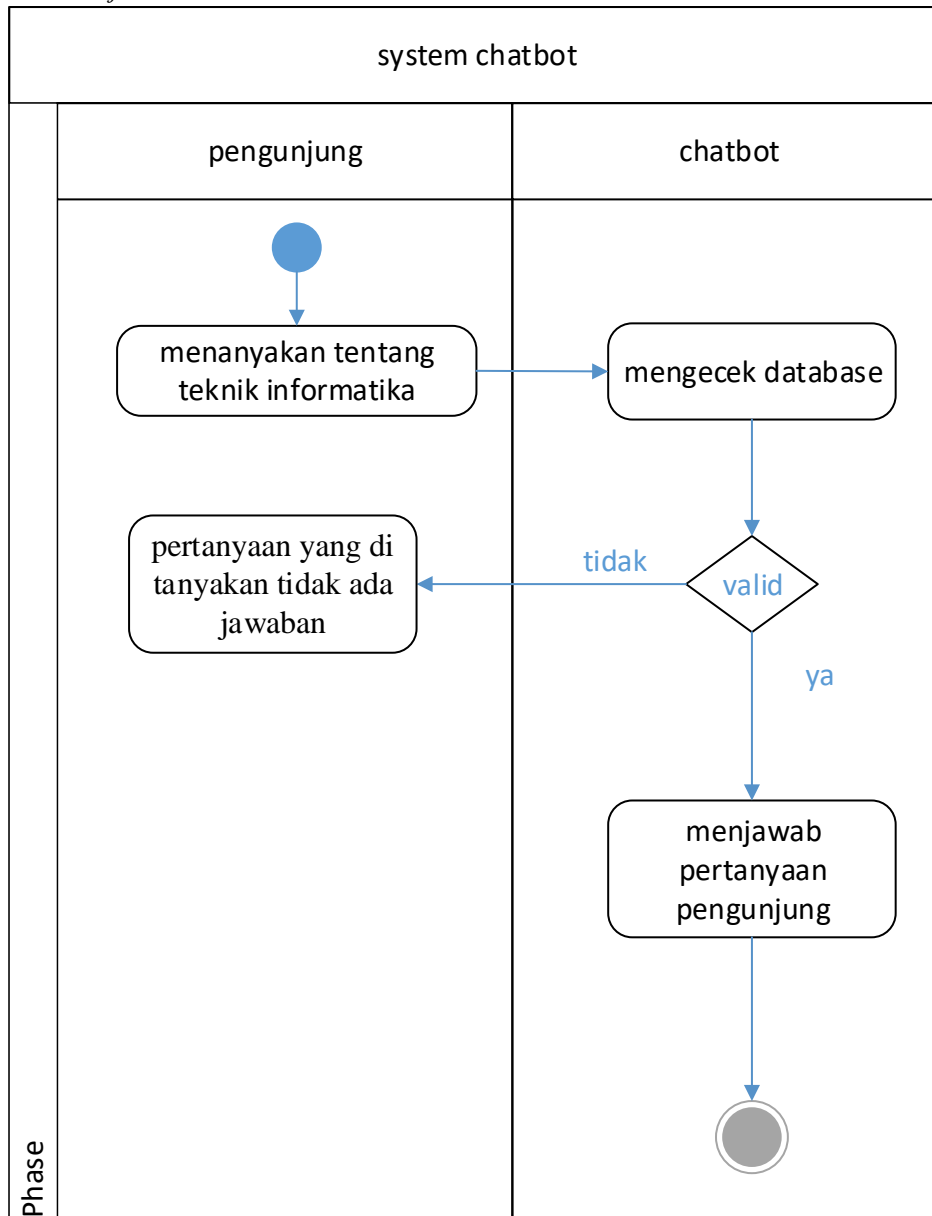 system chatbot
pengunjung
chatbot
menanyakan tentang
teknik informatika
mengecek database
pertanyaan yang di
tanyakan tidak ada
jawaban
tidak
valid
ya
menjawab
pertanyaan
pengunjung
Phase